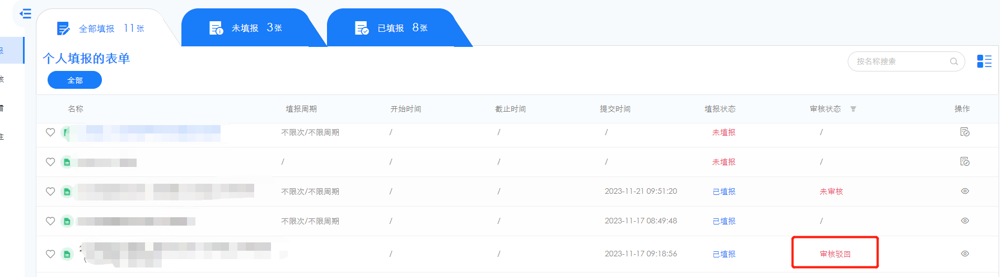 全部填报 11张
未填报 3张
已填报 8张
个人填报的表单
按名称搜索
全部
名称 填报周期 开始时间 截止时间 提交时间 填报状态 审核状态 操作
不限次/不限周期 / / / 未填报 /
/ / / / 未填报 /
不限次/不限周期 / / 2023-11-21 09:51:20 已填报 未审核
不限次/不限周期 / / 2023-11-17 08:49:48 已填报 /
/ / 2023-11-17 09:18:56 已填报 审核驳回